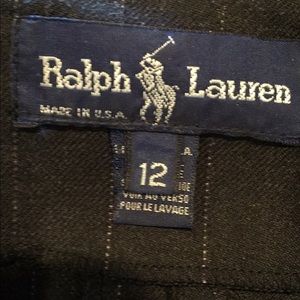 Ralph Lauren
MADE IN U.S.A.
12
VOIR AU VERSO
POUR LE LAVAGE